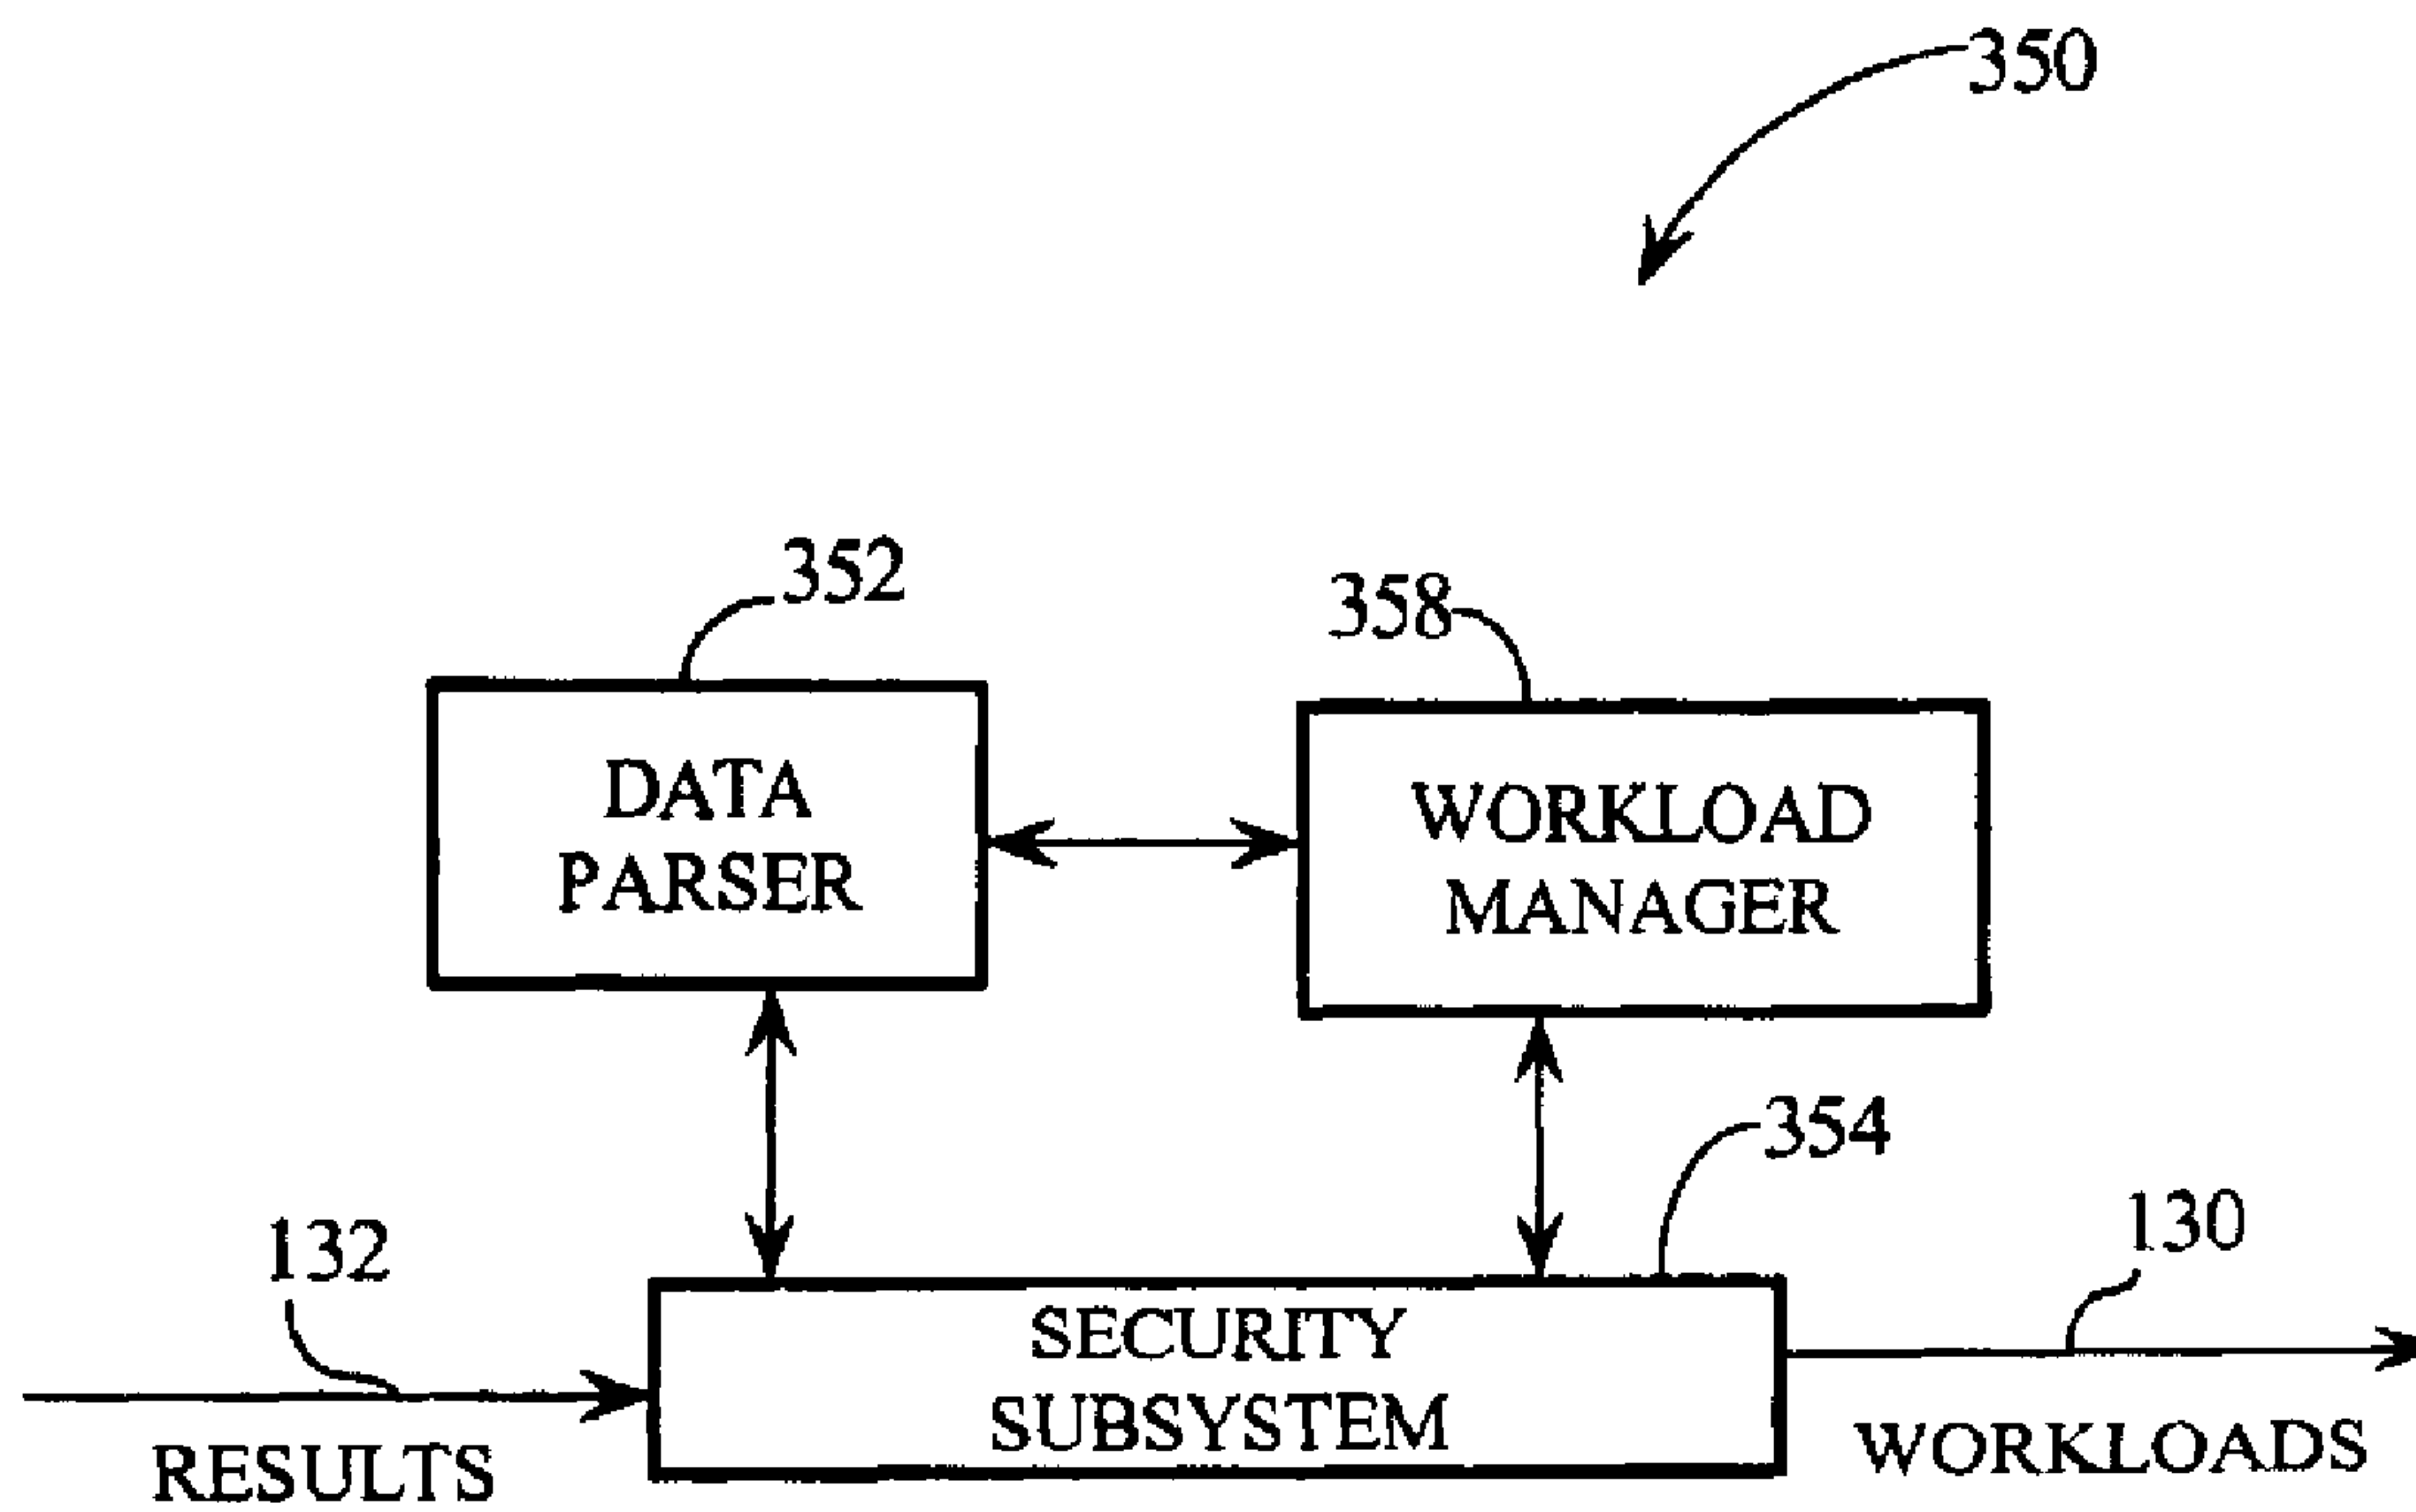 350
352
358
DATA
PARSER
WORKLOAD
MANAGER
354
132
130
SECURITY
SUBSYSTEM
RESULTS
WORKLOADS